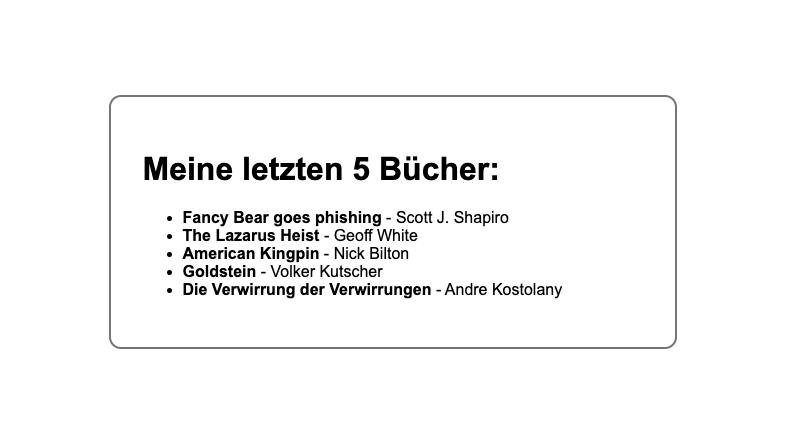 Meine letzten 5 Bücher:
• Fancy Bear goes phishing - Scott J. Shapiro
• The Lazarus Heist - Geoff White
• American Kingpin - Nick Bilton
• Goldstein - Volker Kutscher
• Die Verwirrung der Verwirrungen - Andre Kostolany